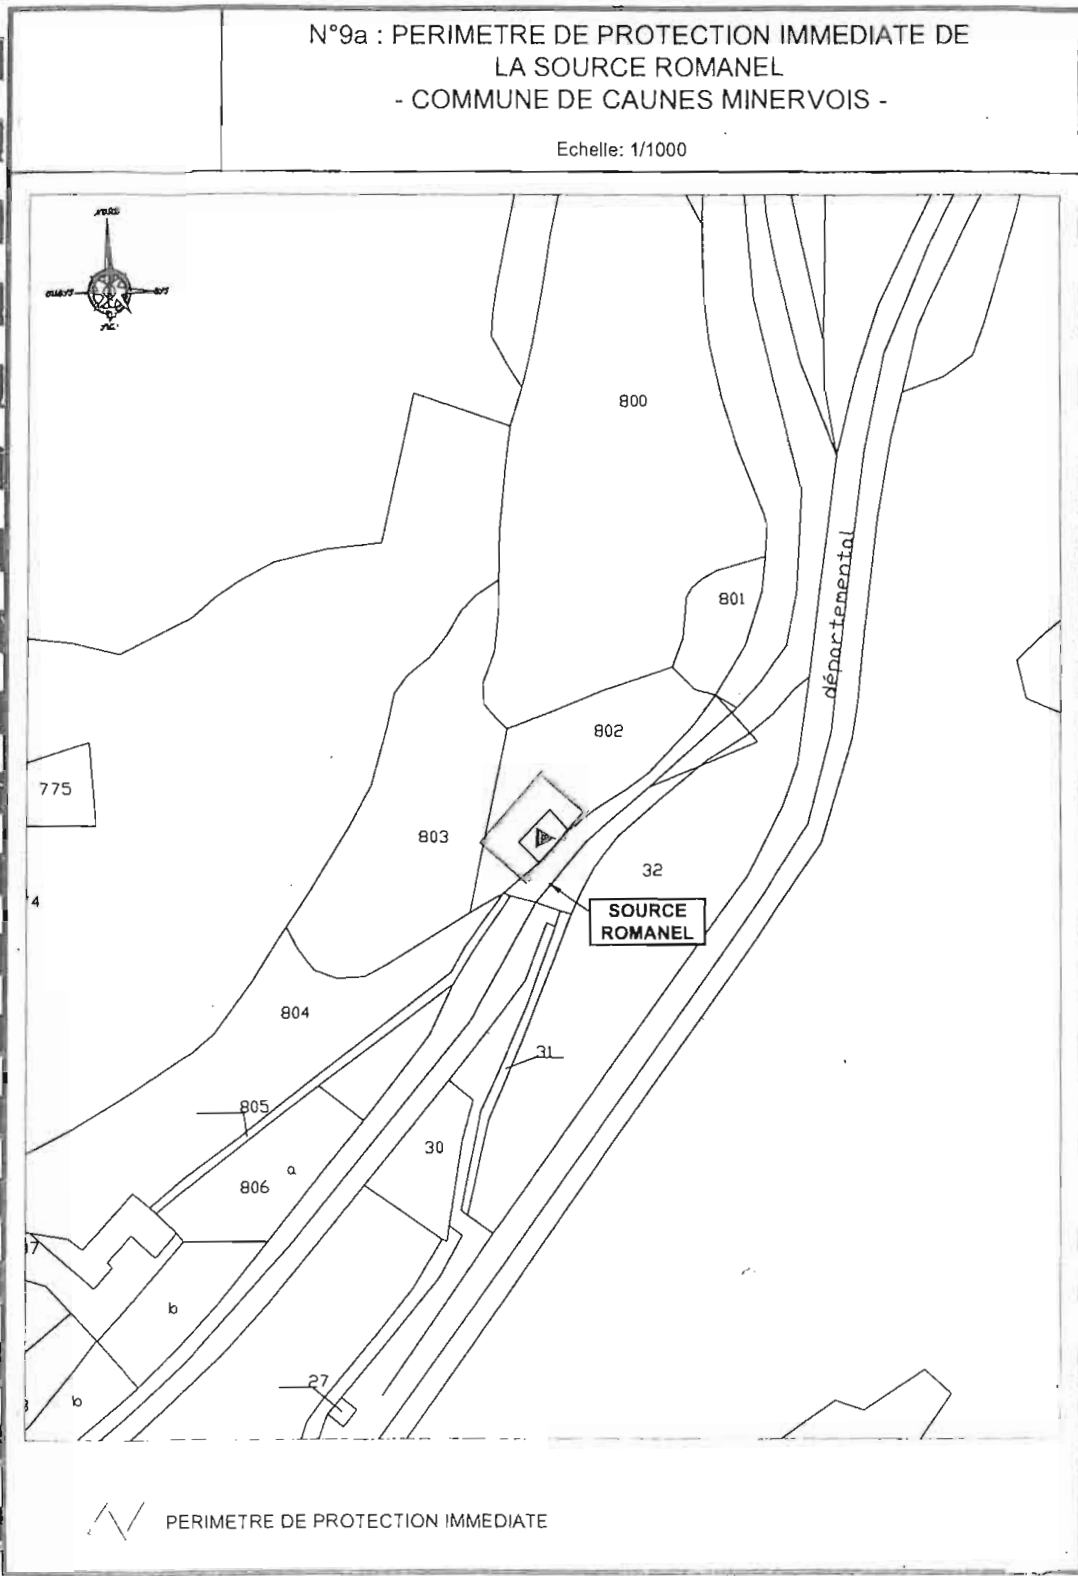 N°9a : PERIMETRE DE PROTECTION IMMEDIATE DE
LA SOURCE ROMANEL
- COMMUNE DE CAUNES MINERVOIS -
Echelle: 1/1000
800
801
départemental
802
775
803
32
4
SOURCE
ROMANEL
804
31
805
30
a
806
7
b
27
b
PERIMETRE DE PROTECTION IMMEDIATE